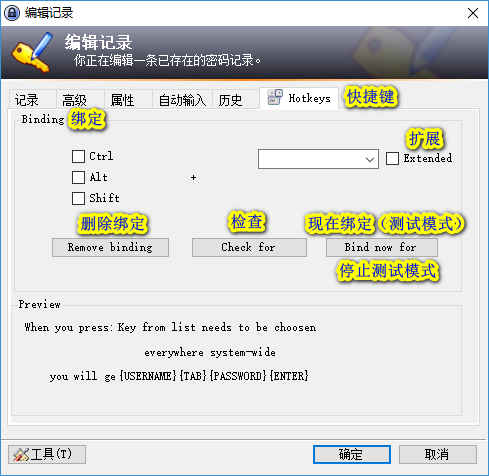 编辑记录
编辑记录
你正在编辑一条已存在的密码记录。
记录 高级 属性 自动输入 历史 Hotkeys 快捷键
Binding 绑定
扩展
Ctrl
Extended
Alt +
Shift
删除绑定 检查 现在绑定（测试模式）
Remove binding Check for Bind now for
停止测试模式
Preview
When you press: Key from list needs to be choosen
everywhere system-wide
you will ge {USERNAME}{TAB}{PASSWORD}{ENTER}
工具(T) 确定 取消